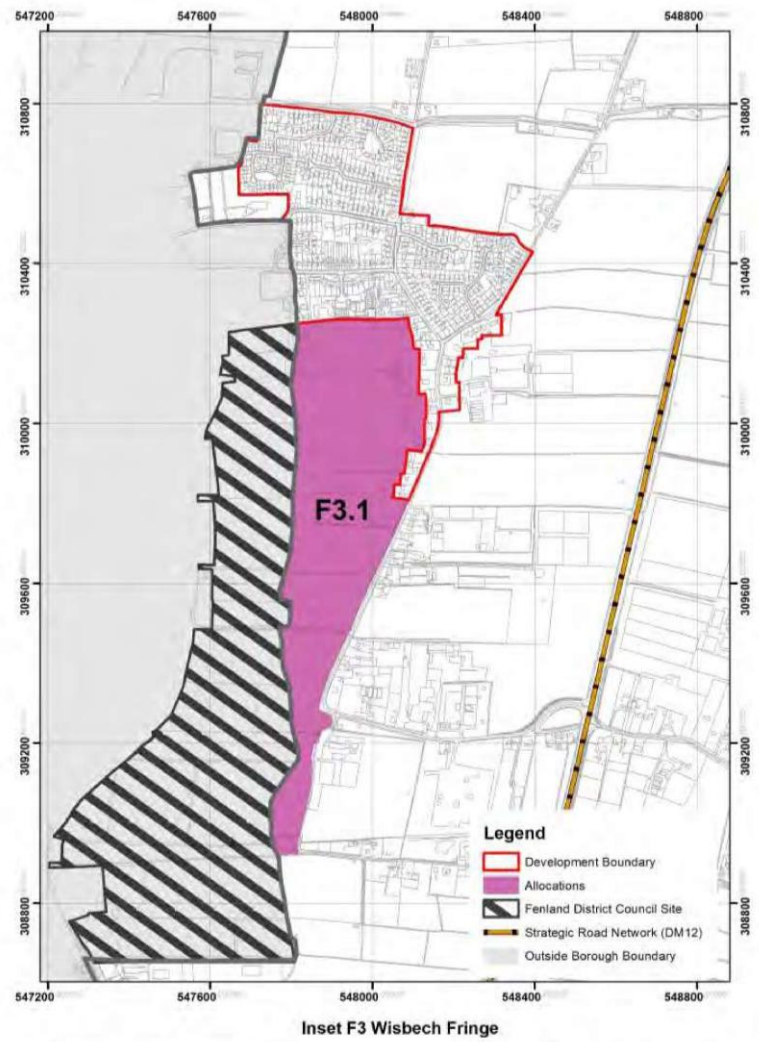 547200 547600 548000 548400 548800
310800 310800
310400 310400
310000 310000
F3.1
309600 309600
309200 309200
Legend
Development Boundary
Allocations
Fenland District Council Site
308800 308800
Strategic Road Network (DM12)
Outside Borough Boundary
547200 547600 548000 548400 548800
Inset F3 Wisbech Fringe